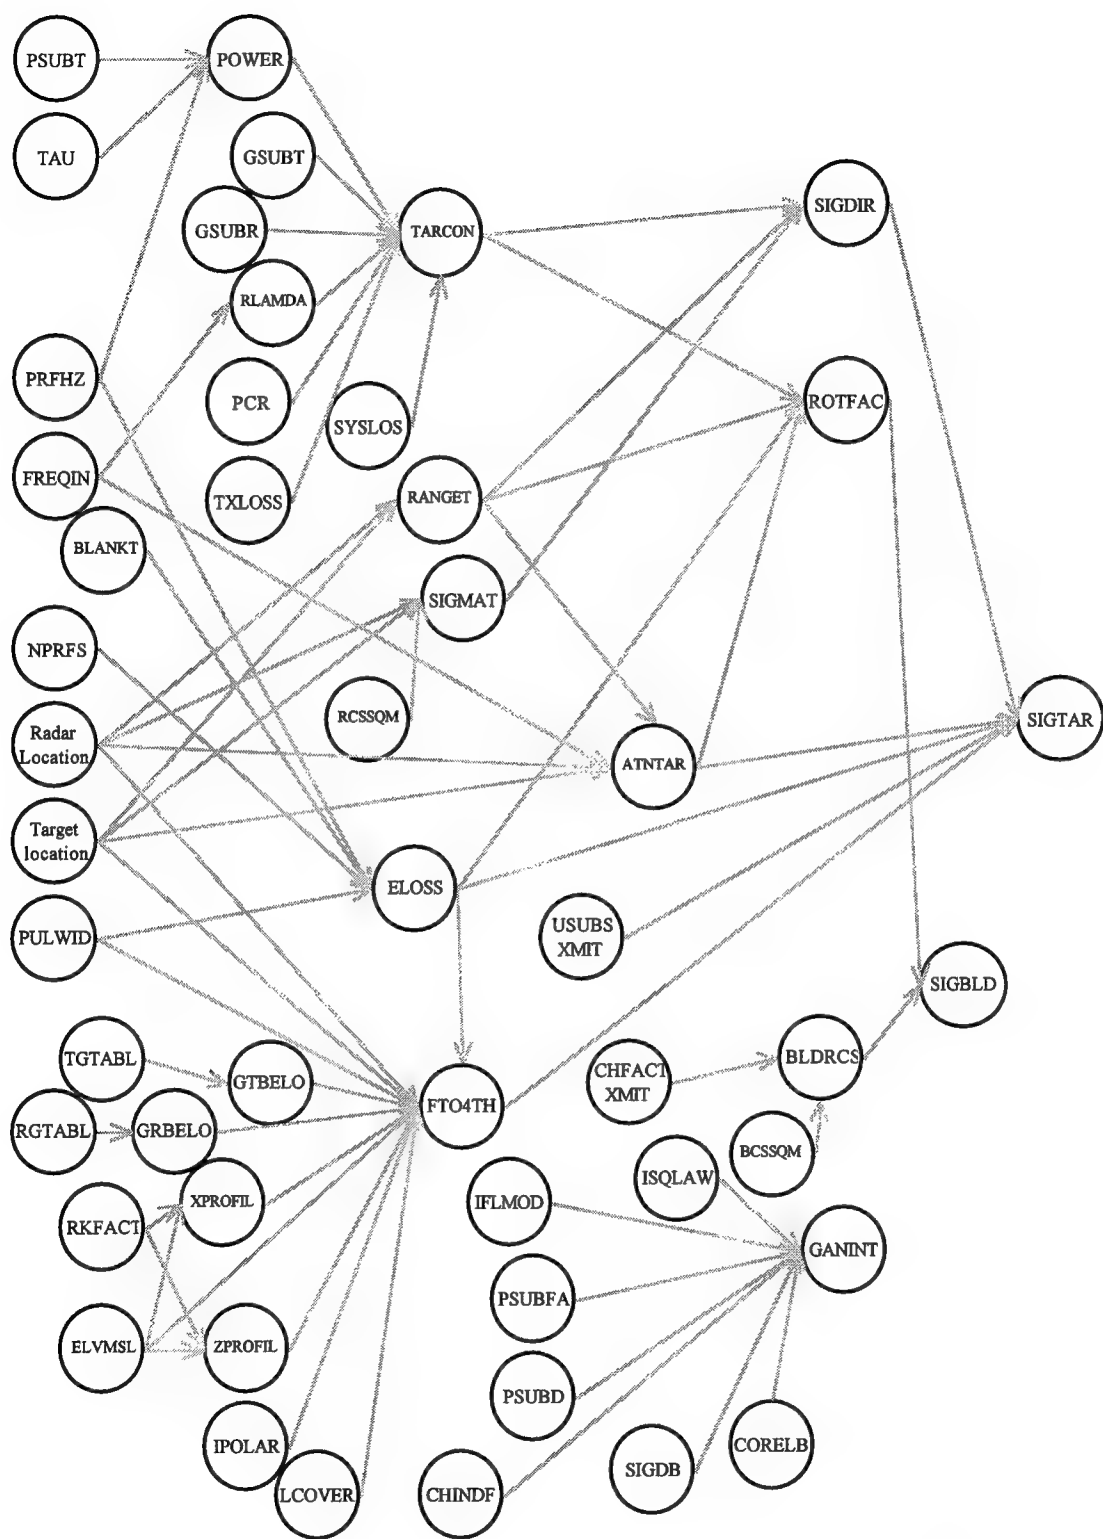 PSUBT
POWER
TAU
GSUBT
GSUBR
TARCON
SIGDIR
RLAMDA
PRFHZ
PCR
SYSLOS
ROTFAC
FREQIN
TXLOSS
RANGET
BLANKT
SIGMAT
NPRFS
RCSSQM
SIGTAR
Radar
Location
ATNTAR
Target
location
ELOSS
PULWID
USUBS
XMIT
SIGBLD
TGTABL
GTBELO
FTO4TH
CHFACT
XMIT
BLDRCS
RGTABL
GRBELO
BCSSQM
ISQLAW
XPROFIL
IFLMOD
RKFACT
GANINT
PSUBFA
ELVMSL
ZPROFIL
PSUBD
IPOLAR
CORELB
SIGDB
LCOVER
CHINDF